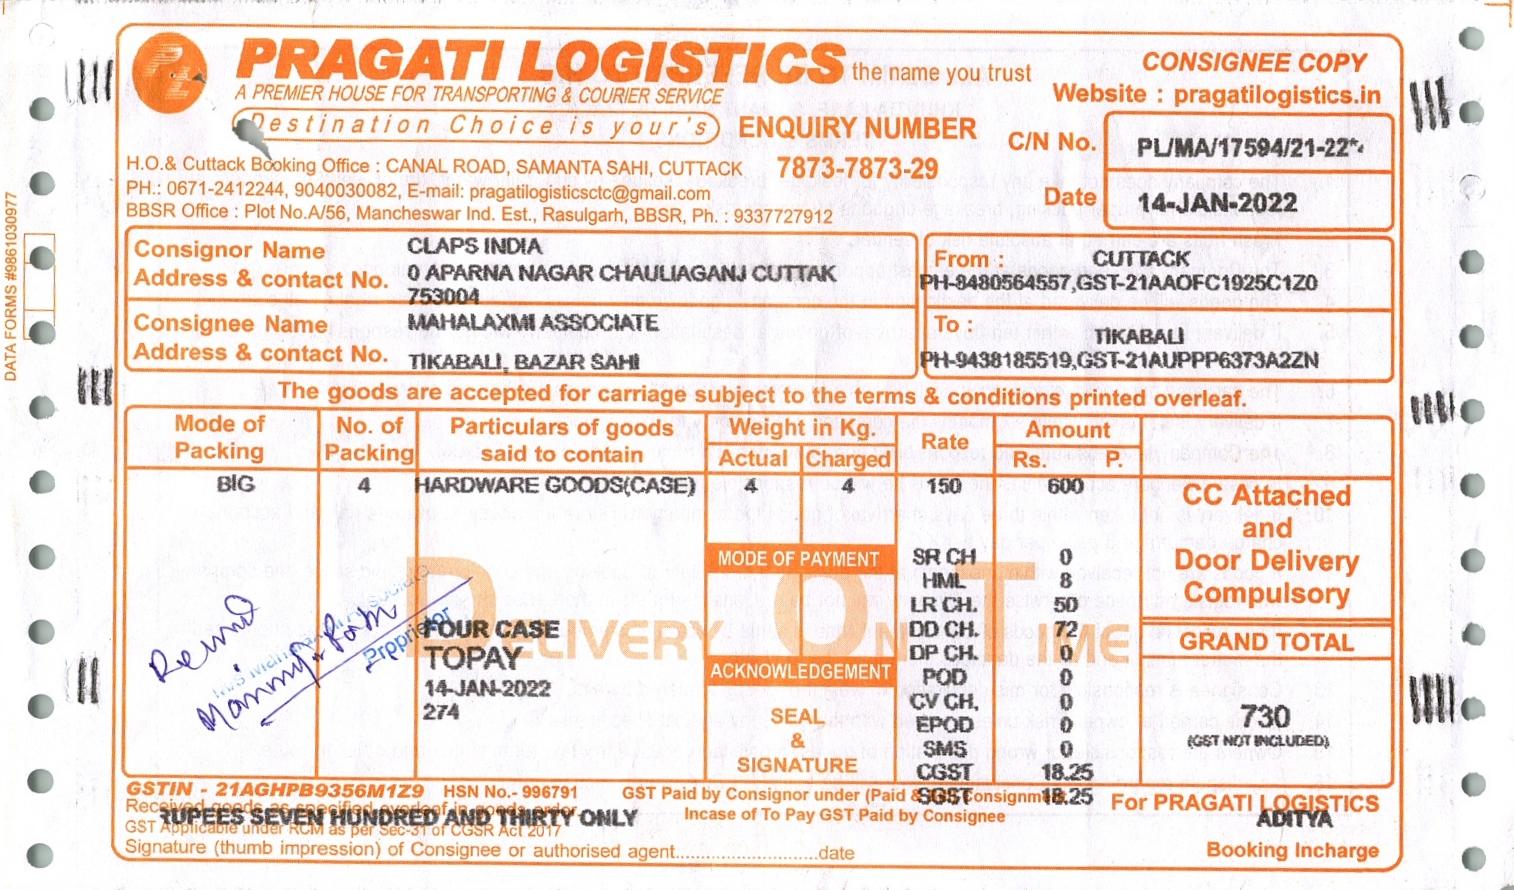 PRAGATI LOGISTICS the name you trust
A PREMIER HOUSE FOR TRANSPORTING & COURIER SERVICE
Destination Choice is your's
CONSIGNEE COPY
Website : pragatilogistics.in
ENQUIRY NUMBER
7873-7873-29
C/N No. PL/MA/17594/21-22
Date 14-JAN-2022
H.O.& Cuttack Booking Office : CANAL ROAD, SAMANTA SAHI, CUTTACK
PH.: 0671-2412244, 9040030082, E-mail: pragatilogisticsctc@gmail.com
BBSR Office : Plot No.A/56, Mancheswar Ind. Est., Rasulgarh, BBSR, Ph. : 9337727912
DATA FORMS #9861030977
Consignor Name CLAPS INDIA
Address & contact No. 0 APARNA NAGAR CHAULIAGANJ CUTTAK
753004
From : CUTTACK
PH-8480564557,GST-21AAOFC1925C1Z0
Consignee Name MAHALAXMI ASSOCIATE
Address & contact No. TIKABALI, BAZAR SAHI
To :
TIKABALI
PH-9438185519,GST-21AUPPP6373A2ZN
The goods are accepted for carriage subject to the terms & conditions printed overleaf.
Mode of Packing
No. of Packing
Particulars of goods said to contain
Weight in Kg.
Actual Charged
Rate
Amount
Rs. P.
BIG 4 HARDWARE GOODS(CASE) 4 4 150 600
CC Attached
and
Door Delivery
Compulsory
MODE OF PAYMENT
SR CH 0
HML 8
LR CH. 50
DD CH. 72
DP CH. 0
POD 0
CV CH. 0
EPOD 0
SMS 0
CGST 18.25
SGST 18.25
DELIVERY ON TIME
FOUR CASE
TOPAY
14-JAN-2022
274
Proprietor
ACKNOWLEDGEMENT
SEAL
&
SIGNATURE
GRAND TOTAL
730
(GST NOT INCLUDED)
GSTIN - 21AGHPB9356M1Z9 HSN No.- 996791
GST Paid by Consignor under (Paid & Consignment
Incase of To Pay GST Paid by Consignee
Received goods as specified overleaf in goods order
RUPEES SEVEN HUNDRED AND THIRTY ONLY
GST Applicable under RCM as per Sec-31 of CGSR Act 2017
Signature (thumb impression) of Consignee or authorised agent..............................date
For PRAGATI LOGISTICS
ADITYA
Booking Incharge